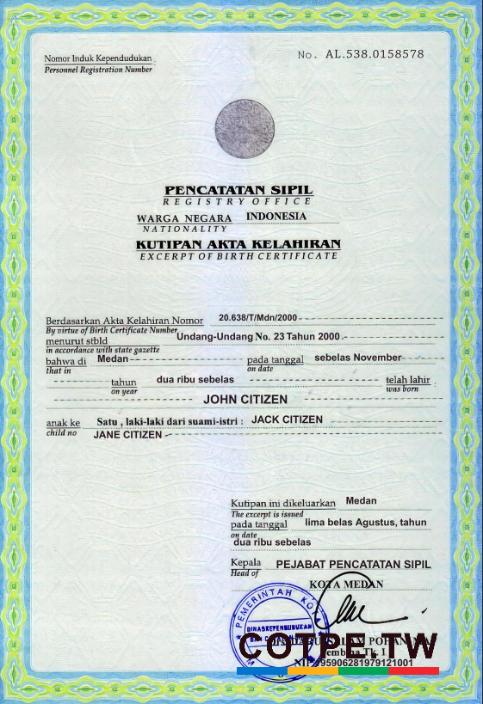 Nomor Induk Kependudukan
Personnel Registration Number
No. AL.538.0158578
PENCATATAN SIPIL
REGISTRY OFFICE
WARGA NEGARA INDONESIA
NATIONALITY
KUTIPAN AKTA KELAHIRAN
EXCERPT OF BIRTH CERTIFICATE
Berdasarkan Akta Kelahiran Nomor 20.638/T/Mdn/2000
By virtue of Birth Certificate Number
menurut stbld Undang-Undang No. 23 Tahun 2000
in accordance with state gazette
bahwa di Medan pada tanggal sebelas November
that in on date
tahun dua ribu sebelas telah lahir
on year was born
JOHN CITIZEN
anak ke Satu , laki-laki dari suami-istri : JACK CITIZEN
child no JANE CITIZEN
Kutipan ini dikeluarkan Medan
The excerpt is issued
pada tanggal lima belas Agustus, tahun
on date
dua ribu sebelas
Kepala PEJABAT PENCATATAN SIPIL
Head of KOTA MEDAN
PEMERINTAH KOTA
DINAS KEPENDUDUKAN
COTPE.TW
Pembina Tk. I
NIP. 195906281979121001